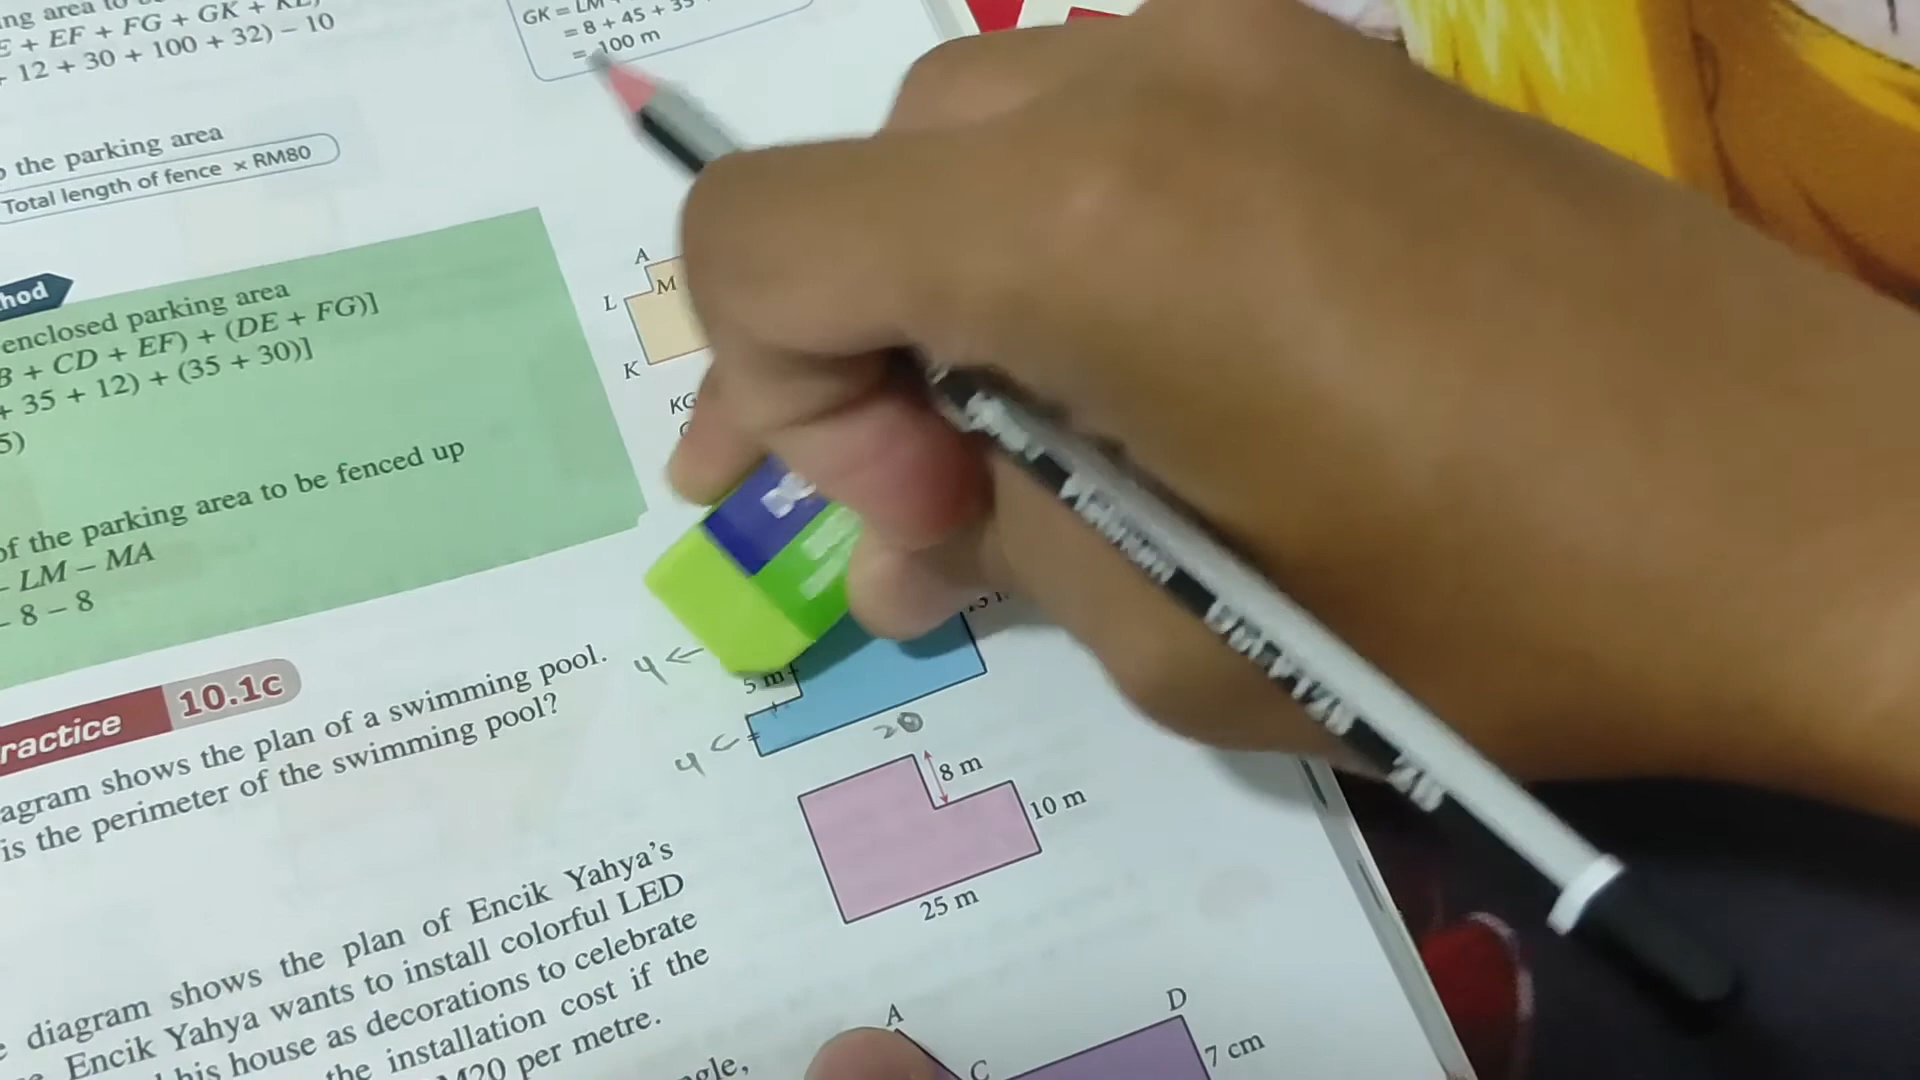 ing area to
E + EF + FG + GK + KL)
+ 12 + 30 + 100 + 32) – 10
GK = LM
= 8 + 45 + 35
= 100 m
the parking area
Total length of fence × RM80
hod
enclosed parking area
B + CD + EF) + (DE + FG)]
+ 35 + 12) + (35 + 30)]
5)
of the parking area to be fenced up
– LM – MA
– 8 – 8
A
M
L
K
KG
ractice 10.1c
agram shows the plan of a swimming pool.
is the perimeter of the swimming pool?
4 ←
5 m
4 ←
20
8 m
10 m
25 m
diagram shows the plan of Encik Yahya's
Encik Yahya wants to install colorful LED
his house as decorations to celebrate
the installation cost if the
M20 per metre.
ngle,
A
D
C
7 cm
2B